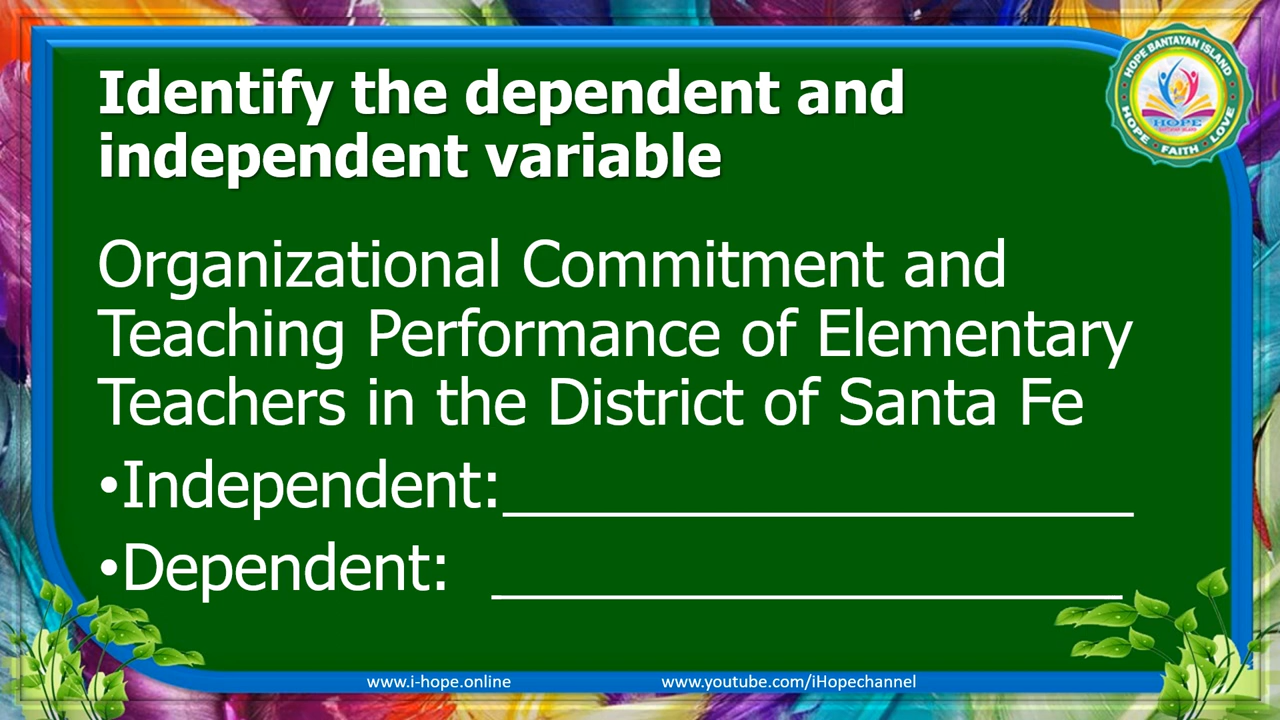 Identify the dependent and
independent variable
HOPE BANTAYAN ISLAND
HOPE
BANTAYAN ISLAND
HOPE • FAITH • LOVE
Organizational Commitment and
Teaching Performance of Elementary
Teachers in the District of Santa Fe
•Independent:____________________
•Dependent: ____________________
www.i-hope.online
www.youtube.com/iHopechannel